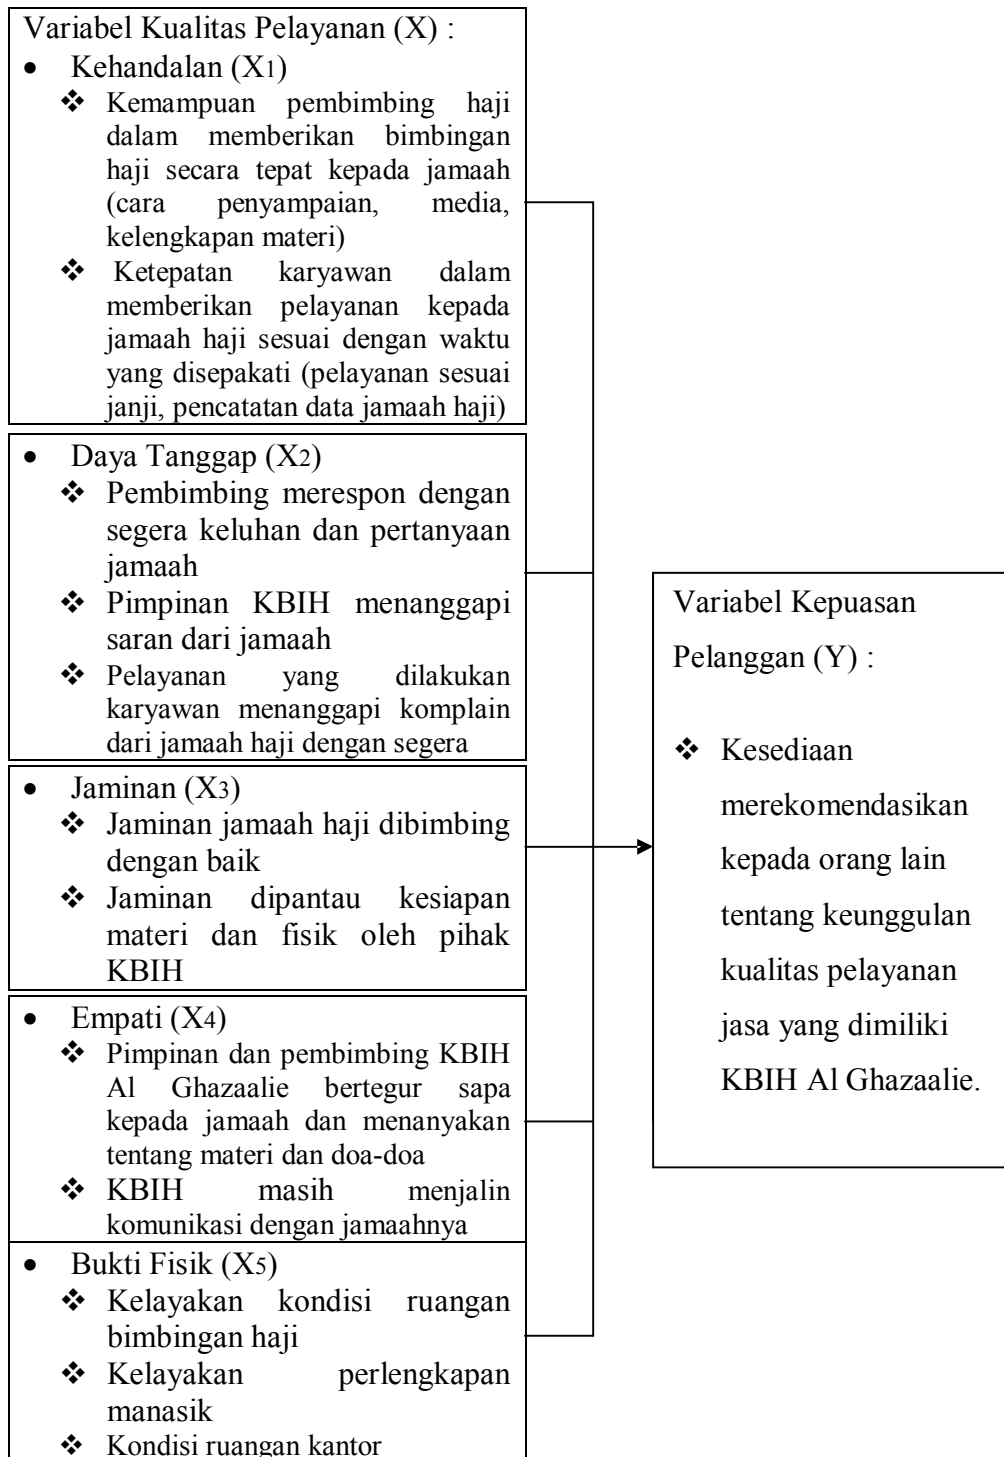 Variabel Kualitas Pelayanan (X) :
• Kehandalan (X1)
❖ Kemampuan pembimbing haji
dalam memberikan bimbingan
haji secara tepat kepada jamaah
(cara penyampaian, media,
kelengkapan materi)
❖ Ketepatan karyawan dalam
memberikan pelayanan kepada
jamaah haji sesuai dengan waktu
yang disepakati (pelayanan sesuai
janji, pencatatan data jamaah haji)
• Daya Tanggap (X2)
❖ Pembimbing merespon dengan
segera keluhan dan pertanyaan
jamaah
❖ Pimpinan KBIH menanggapi
saran dari jamaah
❖ Pelayanan yang dilakukan
karyawan menanggapi komplain
dari jamaah haji dengan segera
• Jaminan (X3)
❖ Jaminan jamaah haji dibimbing
dengan baik
❖ Jaminan dipantau kesiapan
materi dan fisik oleh pihak
KBIH
• Empati (X4)
❖ Pimpinan dan pembimbing KBIH
Al Ghazaalie bertegur sapa
kepada jamaah dan menanyakan
tentang materi dan doa-doa
❖ KBIH masih menjalin
komunikasi dengan jamaahnya
• Bukti Fisik (X5)
❖ Kelayakan kondisi ruangan
bimbingan haji
❖ Kelayakan perlengkapan
manasik
❖ Kondisi ruangan kantor
Variabel Kepuasan
Pelanggan (Y) :
❖ Kesediaan
merekomendasikan
kepada orang lain
tentang keunggulan
kualitas pelayanan
jasa yang dimiliki
KBIH Al Ghazaalie.